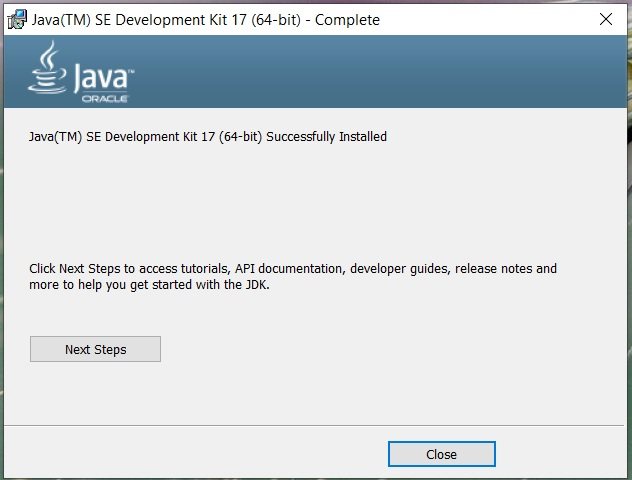 Java(TM) SE Development Kit 17 (64-bit) - Complete
Java™
ORACLE
Java(TM) SE Development Kit 17 (64-bit) Successfully Installed
Click Next Steps to access tutorials, API documentation, developer guides, release notes and
more to help you get started with the JDK.
Next Steps
Close